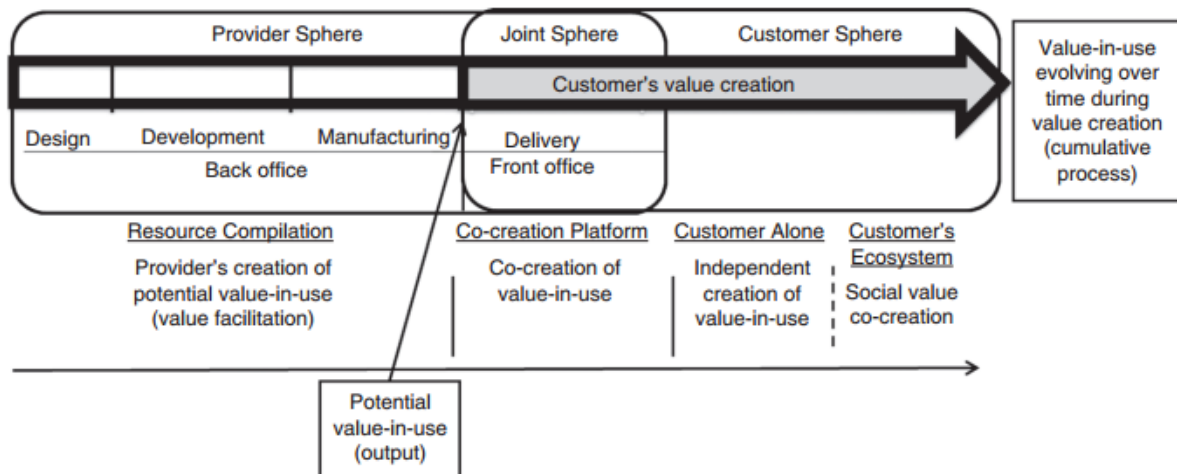 Provider Sphere
Joint Sphere
Customer Sphere
Customer's value creation
Design
Development
Manufacturing
Delivery
Back office
Front office
Value-in-use
evolving over
time during
value creation
(cumulative
process)
Resource Compilation
Provider's creation of
potential value-in-use
(value facilitation)
Co-creation Platform
Co-creation of
value-in-use
Customer Alone
Independent
creation of
value-in-use
Customer's
Ecosystem
Social value
co-creation
Potential
value-in-use
(output)